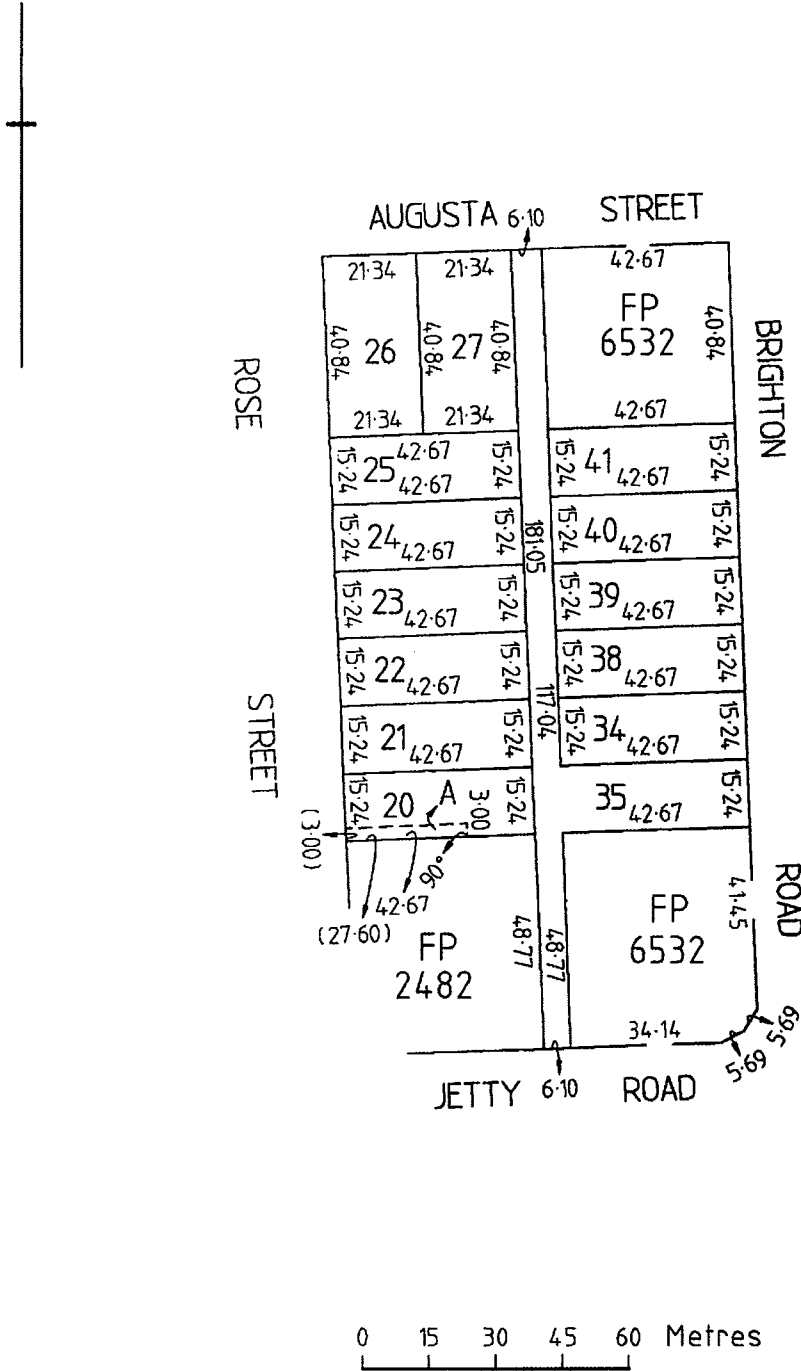 AUGUSTA 6·10 STREET
21·34 21·34 42·67
FP
6532
40·84 26 40·84 27 40·84 40·84
BRIGHTON
ROSE
21·34 21·34 42·67
42·67
15·24 25 42·67 15·24 15·24 41 42·67 15·24
15·24 24 42·67 15·24 181·05 15·24 40 42·67 15·24
15·24 23 42·67 15·24 15·24 39 42·67 15·24
15·24 22 42·67 15·24 117·04 15·24 38 42·67 15·24
STREET
15·24 21 42·67 15·24 15·24 34 42·67 15·24
15·24 20 A 3·00 15·24 35 42·67 15·24
(3·00) 90°
42·67
(27·60)
FP
2482
48·77 48·77
FP
6532
41·45
ROAD
34·14 5·69 5·69
JETTY 6·10 ROAD
0 15 30 45 60 Metres